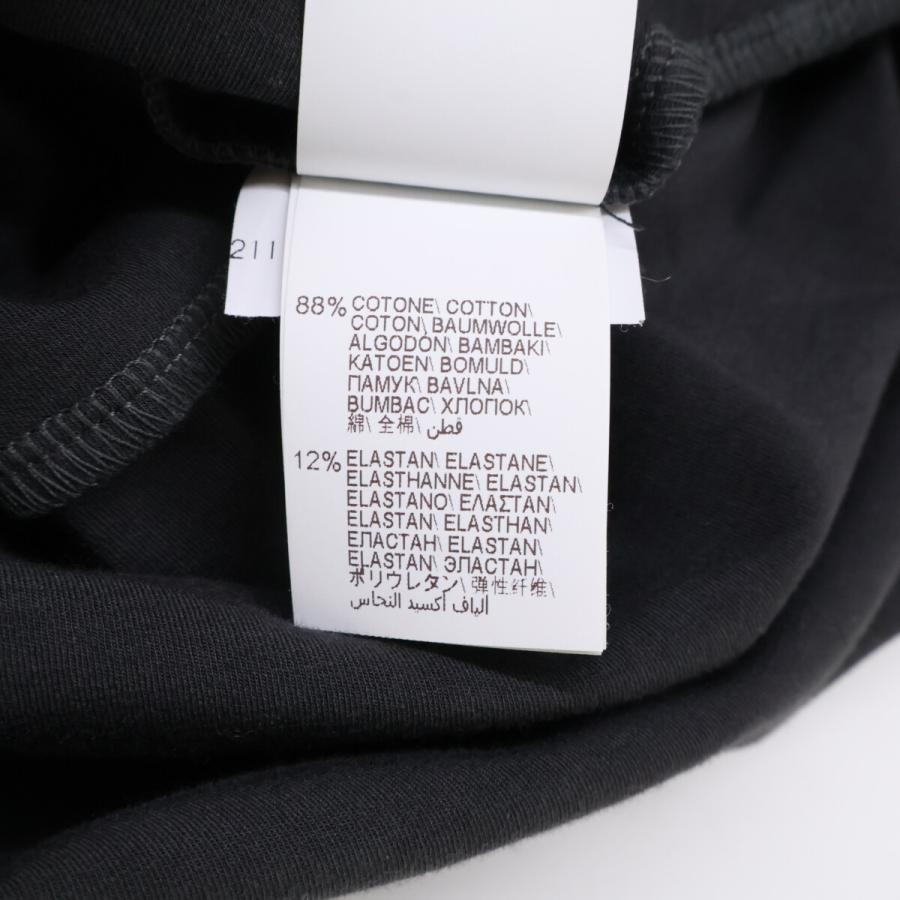 211
88% COTONE\ COTTON\
COTON\ BAUMWOLLE\
ALGODÓN\ BAMBAKI\
KATOEN\ BOMULD\
ПАМУК\ BAVLNA\
BUMBAC\ ХЛОПОК\
綿\ 全棉\ قطن
12% ELASTAN\ ELASTANE\
ELASTHANNE\ ELASTAN\
ELASTANO\ ΕΛΑΣΤΑΝ\
ELASTAN\ ELASTHAN\
ЕЛАСТАН\ ELASTAN\
ELASTAN\ ЭЛАСТАН\
ポリウレタン\ 弹性纤维\
الياف أكسيد النحاس